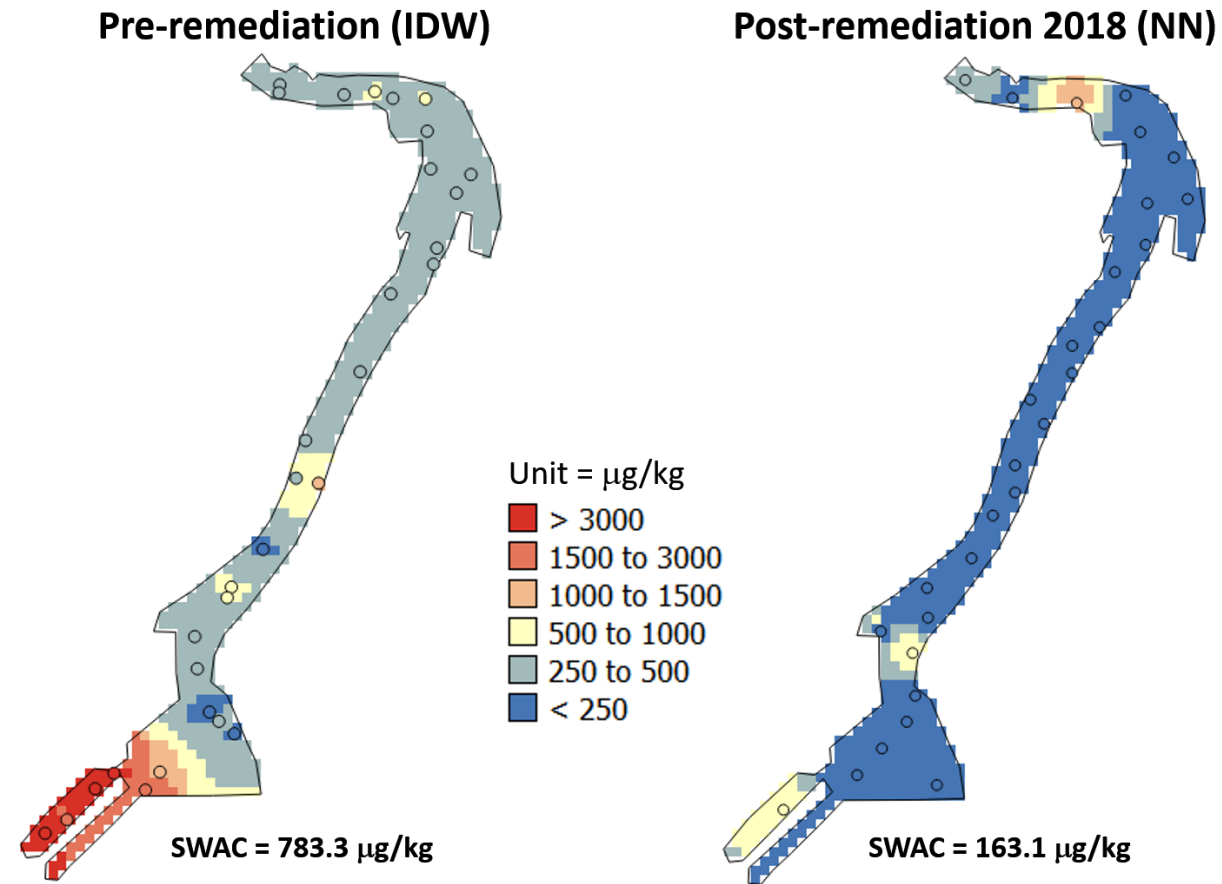 Pre-remediation (IDW)
Post-remediation 2018 (NN)
Unit = μg/kg
> 3000
1500 to 3000
1000 to 1500
500 to 1000
250 to 500
< 250
SWAC = 783.3 μg/kg
SWAC = 163.1 μg/kg